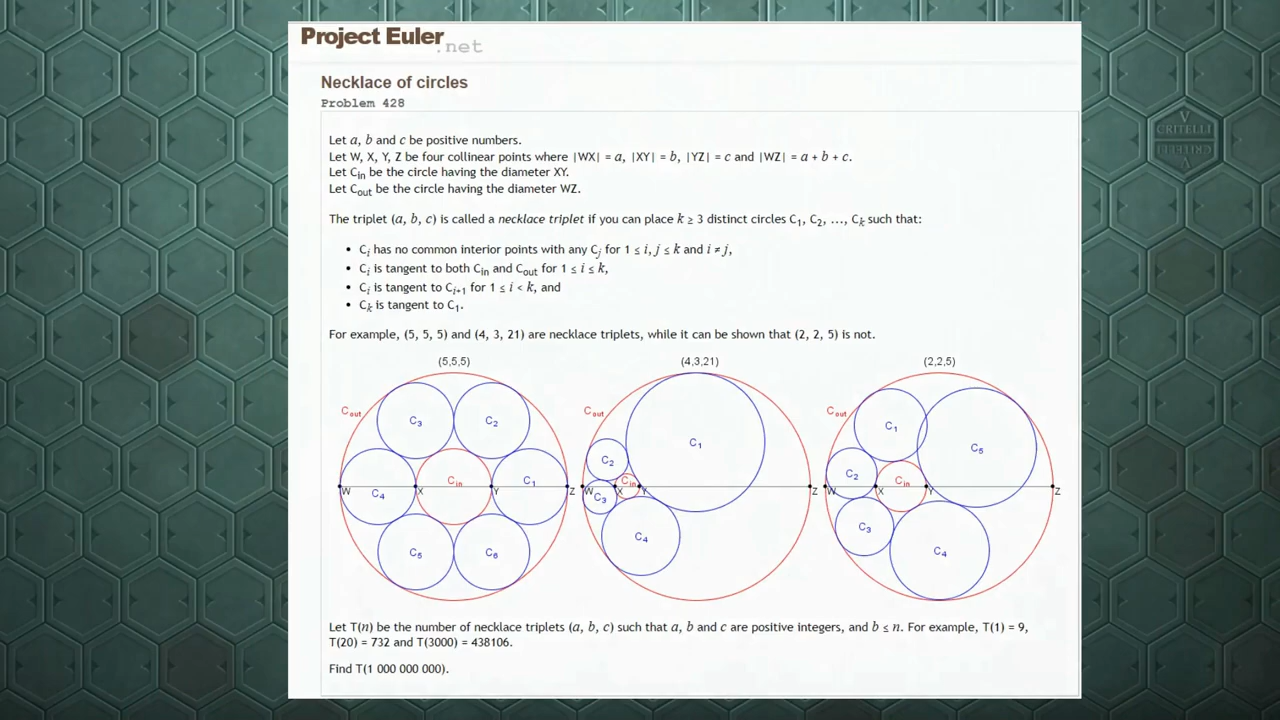 Project Euler
.net
Necklace of circles
Problem 428
Let a, b and c be positive numbers.
Let W, X, Y, Z be four collinear points where |WX| = a, |XY| = b, |YZ| = c and |WZ| = a + b + c.
Let Cin be the circle having the diameter XY.
Let Cout be the circle having the diameter WZ.
The triplet (a, b, c) is called a necklace triplet if you can place k ≥ 3 distinct circles C1, C2, ..., Ck such that:
• Ci has no common interior points with any Cj for 1 ≤ i, j ≤ k and i ≠ j,
• Ci is tangent to both Cin and Cout for 1 ≤ i ≤ k,
• Ci is tangent to Ci+1 for 1 ≤ i < k, and
• Ck is tangent to C1.
For example, (5, 5, 5) and (4, 3, 21) are necklace triplets, while it can be shown that (2, 2, 5) is not.
(5,5,5) (4,3,21) (2,2,5)
Cout C3 C2 Cin C4 C1 C5 C6 W X Y Z
Cout C1 C2 Cin C3 C4 W X Y Z
Cout C1 C5 C2 Cin C3 C4 W X Y Z
Let T(n) be the number of necklace triplets (a, b, c) such that a, b and c are positive integers, and b ≤ n. For example, T(1) = 9,
T(20) = 732 and T(3000) = 438106.
Find T(1 000 000 000).
V
CRITELLI